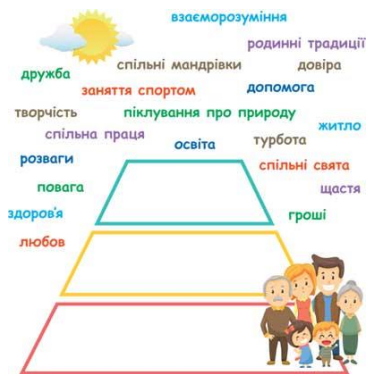 взаєморозуміння
родинні традиції
спільні мандрівки довіра
дружба
заняття спортом допомога
творчість піклування про природу
житло
спільна праця турбота
освіта
розваги спільні свята
повага щастя
здоров'я гроші
любов